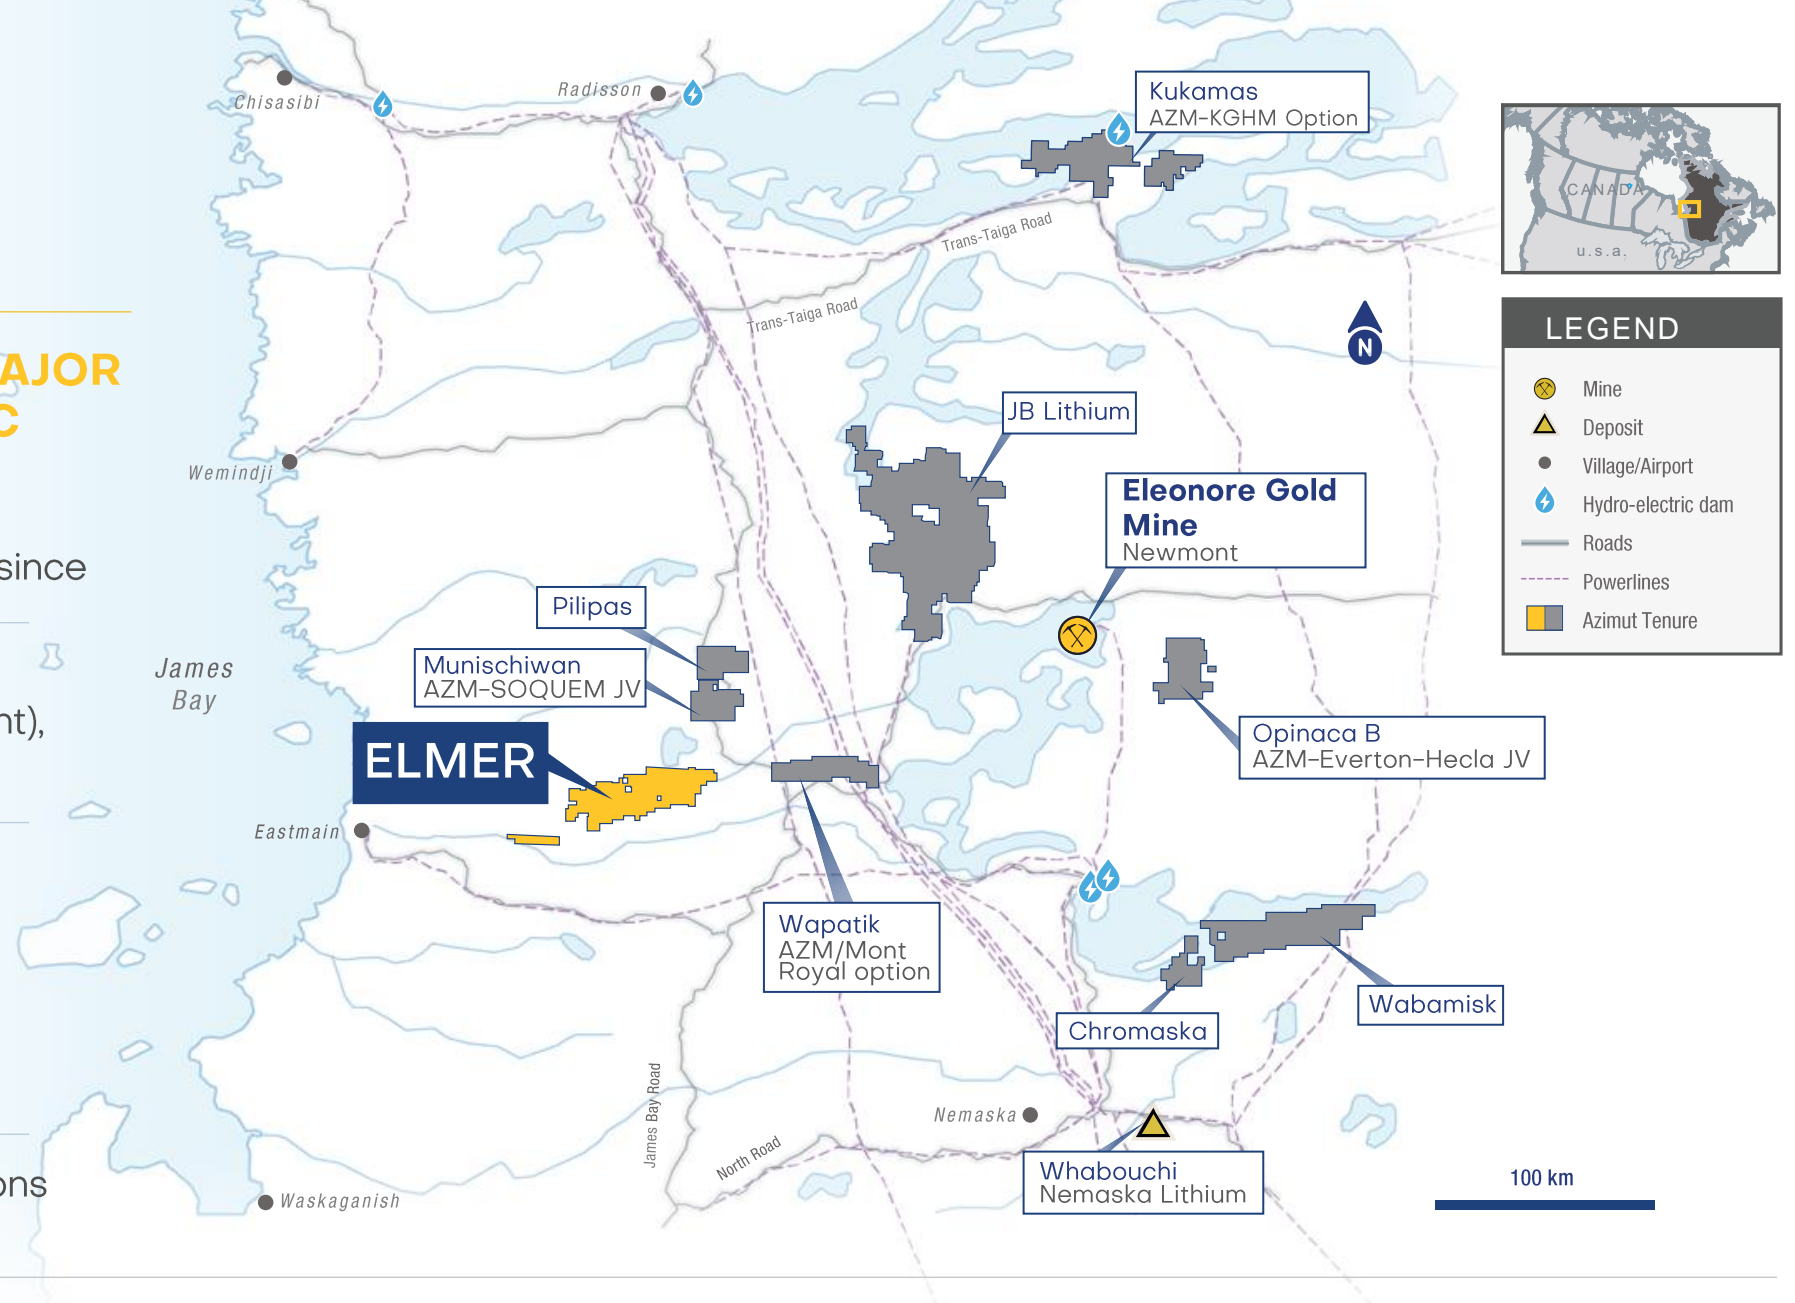 AJOR
C
since
nt),
ons
Chisasibi
Radisson
Kukamas
AZM-KGHM Option
Trans-Taiga Road
Trans-Taiga Road
N
JB Lithium
Wemindji
Eleonore Gold
Mine
Newmont
Pilipas
Munischiwan
AZM-SOQUEM JV
James
Bay
ELMER
Opinaca B
AZM-Everton-Hecla JV
Eastmain
Wapatik
AZM/Mont
Royal option
Wabamisk
Chromaska
James Bay Road
Nemaska
North Road
Whabouchi
Nemaska Lithium
Waskaganish
100 km
CANADA
u.s.a.
LEGEND
Mine
Deposit
Village/Airport
Hydro-electric dam
Roads
Powerlines
Azimut Tenure